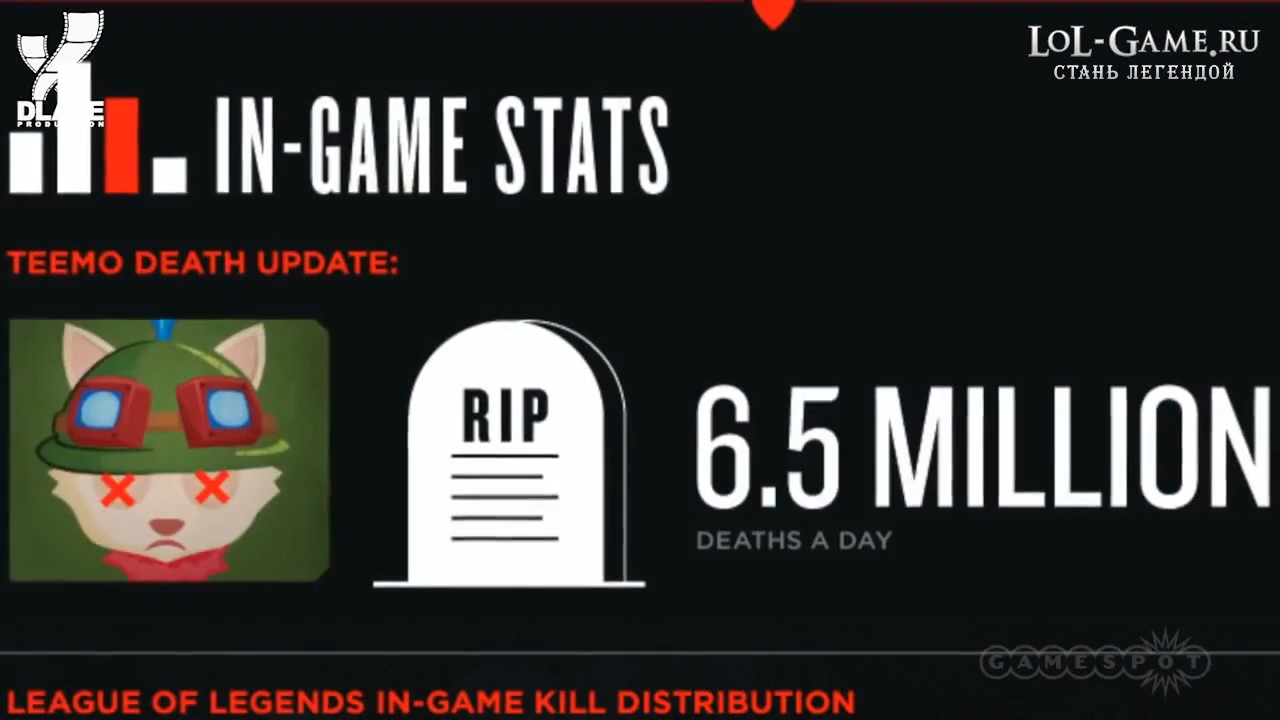 LOL-GAME.RU
СТАНЬ ЛЕГЕНДОЙ
PRODUCTION
IN-GAME STATS
TEEMO DEATH UPDATE:
RIP
6.5 MILLION
DEATHS A DAY
GAMESPOT
LEAGUE OF LEGENDS IN-GAME KILL DISTRIBUTION